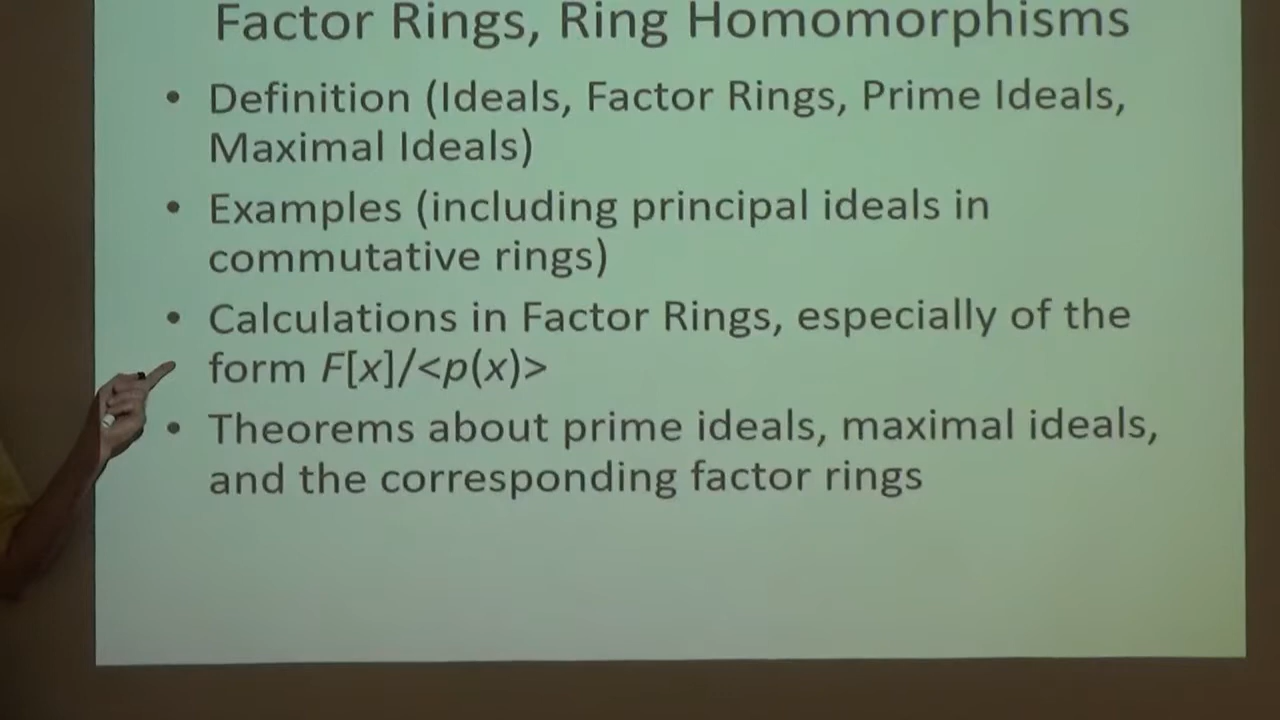 Factor Rings, Ring Homomorphisms
• Definition (Ideals, Factor Rings, Prime Ideals,
Maximal Ideals)
• Examples (including principal ideals in
commutative rings)
• Calculations in Factor Rings, especially of the
form F[x]/<p(x)>
• Theorems about prime ideals, maximal ideals,
and the corresponding factor rings